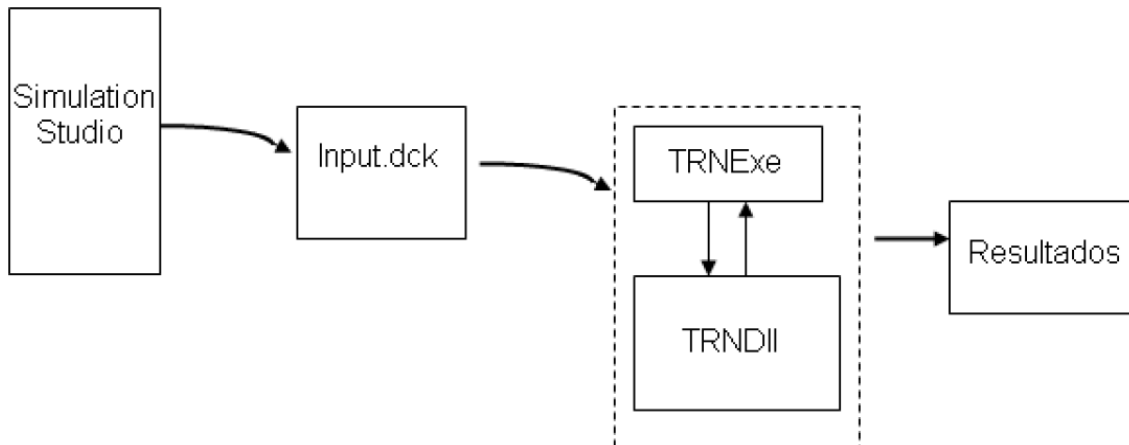 Simulation
Studio
Input.dck
TRNExe
TRNDll
Resultados